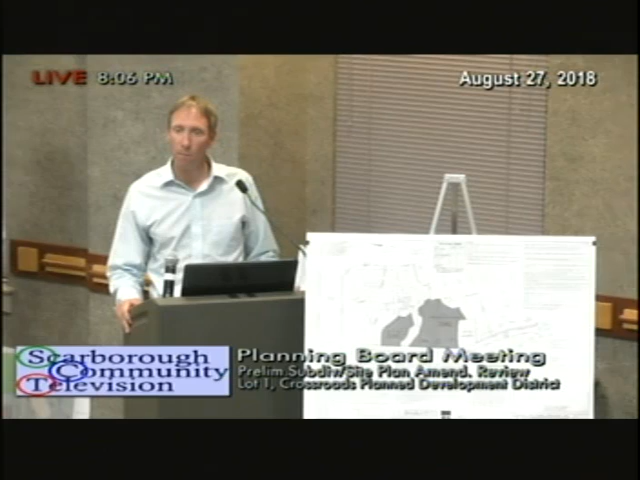 LIVE 8:06 PM
August 27, 2018
Scarborough
Community
Television
Planning Board Meeting
Prelim Subdiv/Site Plan Amend. Review
Lot 1, Crossroads Planned Development District